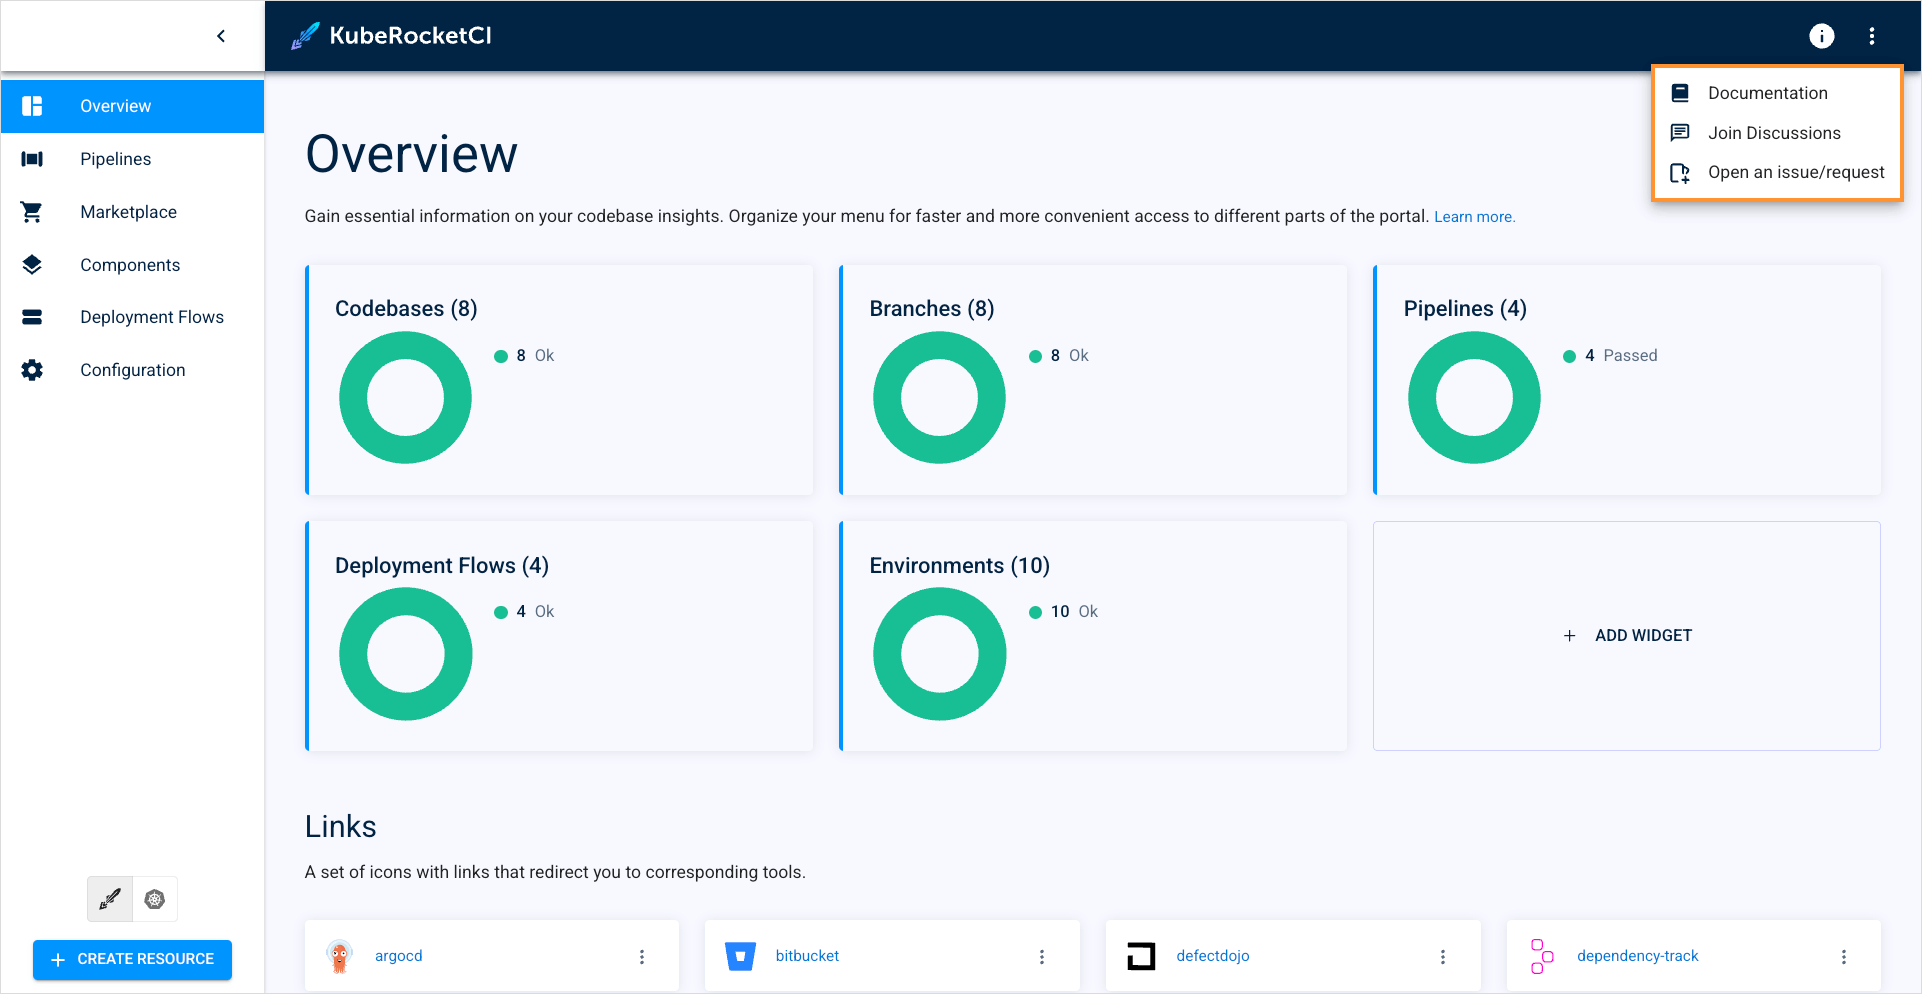 KubeRocketCI
Documentation
Join Discussions
Open an issue/request
Overview
Pipelines
Marketplace
Components
Deployment Flows
Configuration
CREATE RESOURCE
Overview
Gain essential information on your codebase insights. Organize your menu for faster and more convenient access to different parts of the portal. Learn more.
Codebases (8)
8 Ok
Branches (8)
8 Ok
Pipelines (4)
4 Passed
Deployment Flows (4)
4 Ok
Environments (10)
10 Ok
+ ADD WIDGET
Links
A set of icons with links that redirect you to corresponding tools.
argocd
bitbucket
defectdojo
dependency-track